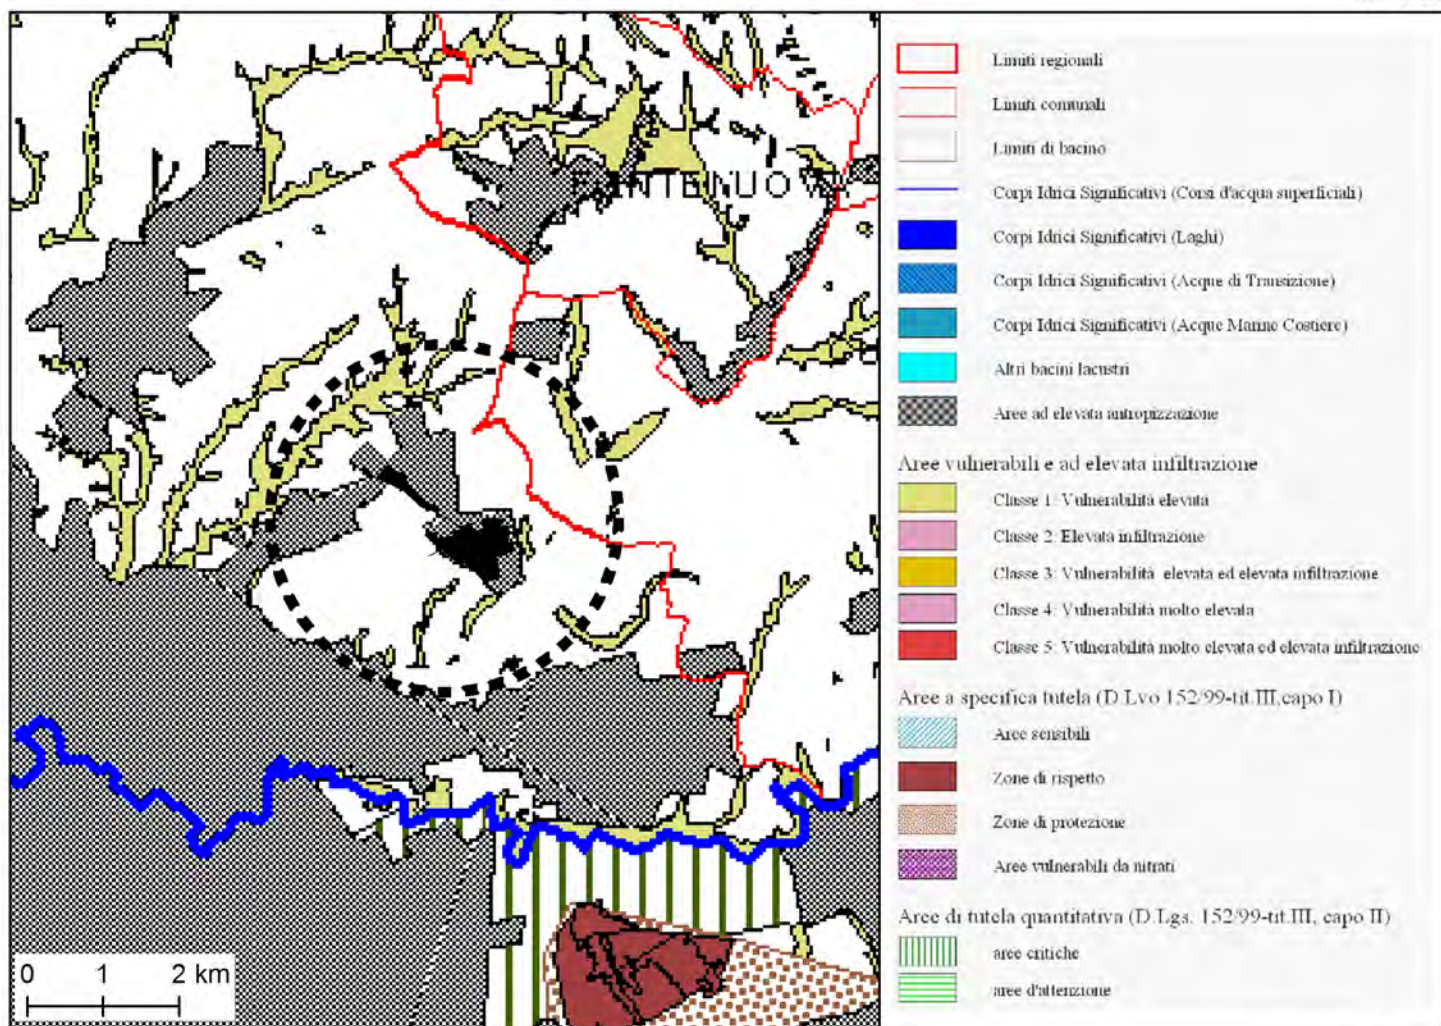 PANTENUOV
0 1 2 km
Limiti regionali
Limiti comunali
Limiti di bacino
Corpi Idrici Significativi (Corsi d'acqua superficiali)
Corpi Idrici Significativi (Laghi)
Corpi Idrici Significativi (Acque di Transizione)
Corpi Idrici Significativi (Acque Marino Costiere)
Altri bacini lacustri
Aree ad elevata antropizzazione
Aree vulnerabili e ad elevata infiltrazione
Classe 1: Vulnerabilità elevata
Classe 2: Elevata infiltrazione
Classe 3: Vulnerabilità elevata ed elevata infiltrazione
Classe 4: Vulnerabilità molto elevata
Classe 5: Vulnerabilità molto elevata ed elevata infiltrazione
Aree a specifica tutela (D.Lvo 152/99-tit.III,capo I)
Aree sensibili
Zone di rispetto
Zone di protezione
Aree vulnerabili da nitrati
Aree di tutela quantitativa (D.Lgs. 152/99-tit.III, capo II)
aree critiche
aree d'attenzione